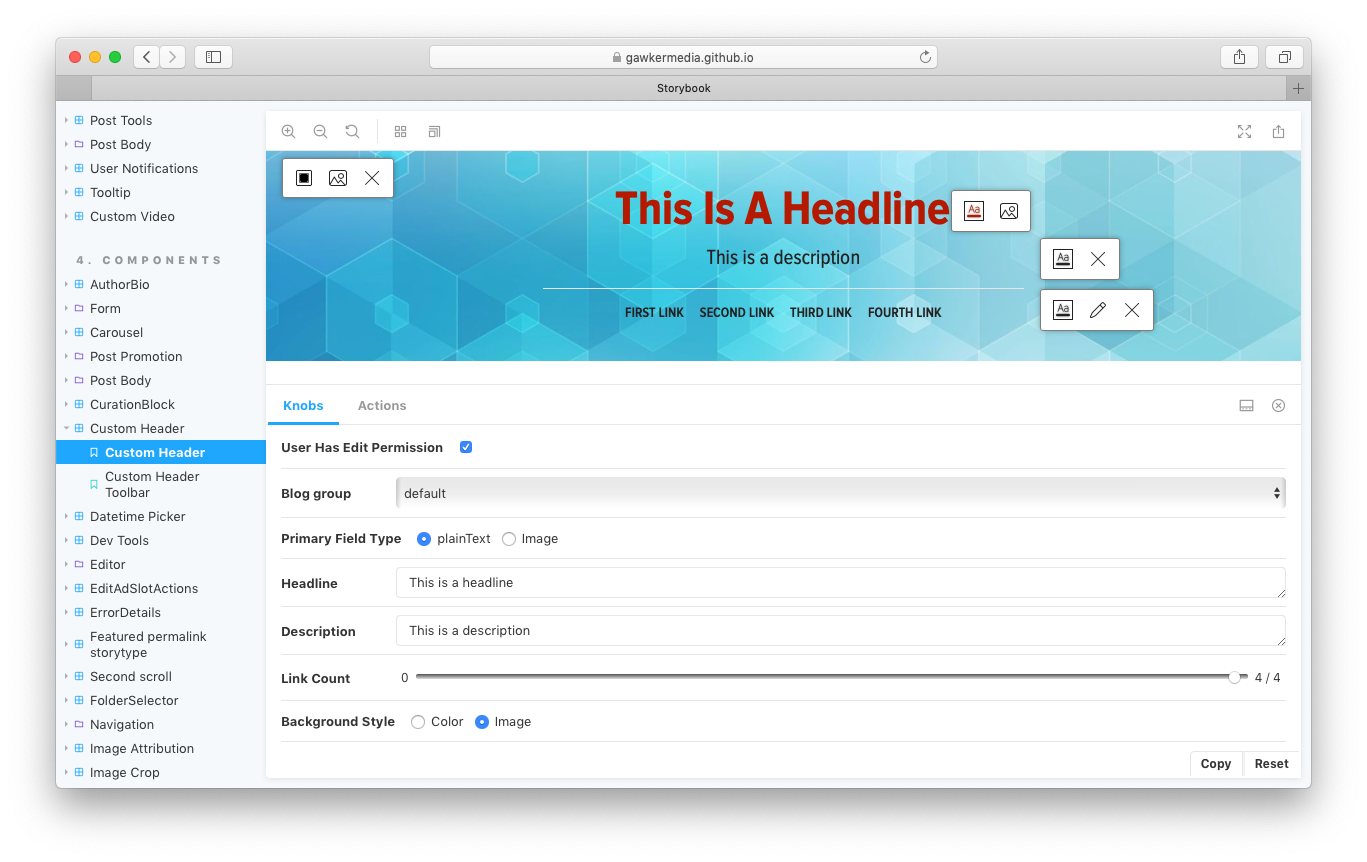 gawkermedia.github.io
Storybook
Post Tools
Post Body
User Notifications
Tooltip
Custom Video
4. COMPONENTS
AuthorBio
Form
Carousel
Post Promotion
Post Body
CurationBlock
Custom Header
Custom Header
Custom Header
Toolbar
Datetime Picker
Dev Tools
Editor
EditAdSlotActions
ErrorDetails
Featured permalink
storytype
Second scroll
FolderSelector
Navigation
Image Attribution
Image Crop
This Is A Headline
Aa
This is a description
Aa
FIRST LINK SECOND LINK THIRD LINK FOURTH LINK
Aa
Knobs Actions
User Has Edit Permission
Blog group default
Primary Field Type plainText Image
Headline This is a headline
Description This is a description
Link Count 0 4 / 4
Background Style Color Image
Copy Reset